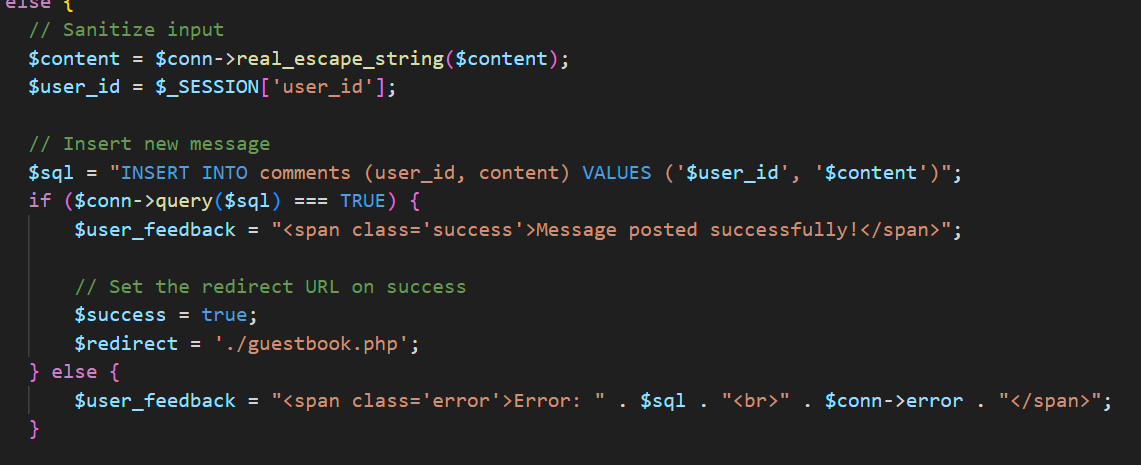 else {
// Sanitize input
$content = $conn->real_escape_string($content);
$user_id = $_SESSION['user_id'];
// Insert new message
$sql = "INSERT INTO comments (user_id, content) VALUES ('$user_id', '$content')";
if ($conn->query($sql) === TRUE) {
$user_feedback = "<span class='success'>Message posted successfully!</span>";
// Set the redirect URL on success
$success = true;
$redirect = './guestbook.php';
} else {
$user_feedback = "<span class='error'>Error: " . $sql . "<br>" . $conn->error . "</span>";
}